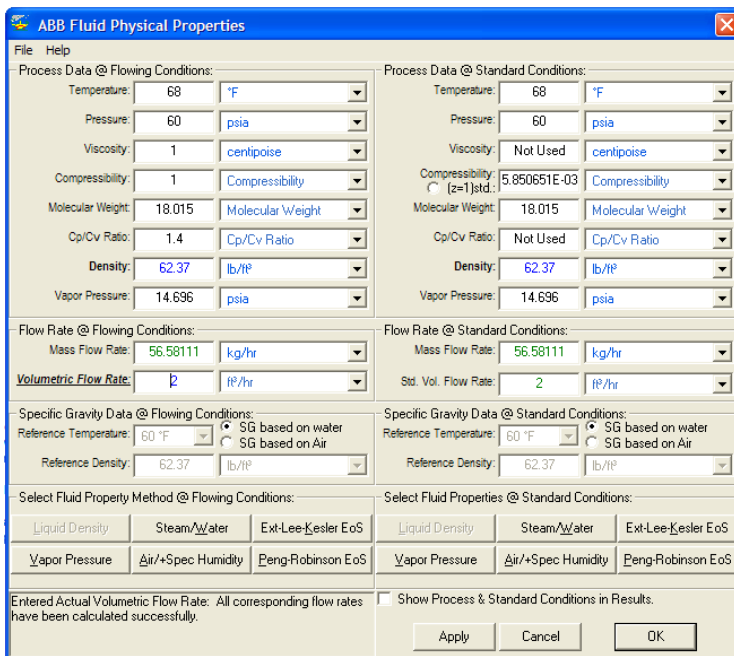 ABB Fluid Physical Properties
File Help
Process Data @ Flowing Conditions:
Temperature: 68 °F
Pressure: 60 psia
Viscosity: 1 centipoise
Compressibility: 1 Compressibility
Molecular Weight: 18.015 Molecular Weight
Cp/Cv Ratio: 1.4 Cp/Cv Ratio
Density: 62.37 lb/ft³
Vapor Pressure: 14.696 psia
Process Data @ Standard Conditions:
Temperature: 68 °F
Pressure: 60 psia
Viscosity: Not Used centipoise
Compressibility: (z=1)std.: 5.850651E-03 Compressibility
Molecular Weight: 18.015 Molecular Weight
Cp/Cv Ratio: Not Used Cp/Cv Ratio
Density: 62.37 lb/ft³
Vapor Pressure: 14.696 psia
Flow Rate @ Flowing Conditions:
Mass Flow Rate: 56.58111 kg/hr
Volumetric Flow Rate: 2 ft³/hr
Flow Rate @ Standard Conditions:
Mass Flow Rate: 56.58111 kg/hr
Std. Vol. Flow Rate: 2 ft³/hr
Specific Gravity Data @ Flowing Conditions:
Reference Temperature: 60 °F SG based on water
SG based on Air
Reference Density: 62.37 lb/ft³
Specific Gravity Data @ Standard Conditions:
Reference Temperature: 60 °F SG based on water
SG based on Air
Reference Density: 62.37 lb/ft³
Select Fluid Property Method @ Flowing Conditions:
Liquid Density Steam/Water Ext-Lee-Kesler EoS
Vapor Pressure Air/+Spec Humidity Peng-Robinson EoS
Select Fluid Properties @ Standard Conditions:
Liquid Density Steam/Water Ext-Lee-Kesler EoS
Vapor Pressure Air/+Spec Humidity Peng-Robinson EoS
Entered Actual Volumetric Flow Rate: All corresponding flow rates
have been calculated successfully.
Show Process & Standard Conditions in Results.
Apply Cancel OK